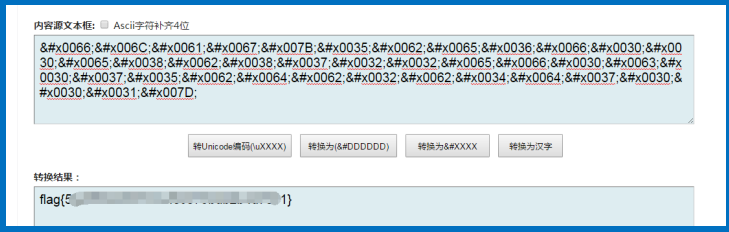 内容源文本框: Ascii字符补齐4位
&#x0066;&#x006C;&#x0061;&#x0067;&#x007B;&#x0035;&#x0062;&#x0065;&#x0036;&#x0066;&#x0030;&#x00
30;&#x0065;&#x0038;&#x0062;&#x0038;&#x0037;&#x0032;&#x0032;&#x0065;&#x0066;&#x0030;&#x0063;&#x
0030;&#x0037;&#x0035;&#x0062;&#x0064;&#x0062;&#x0032;&#x0062;&#x0034;&#x0064;&#x0037;&#x0030;&
#x0030;&#x0031;&#x007D;
转Unicode编码(\uXXXX) 转换为(&#DDDDDD) 转换为&#XXXX 转换为汉字
转换结果：
flag{5 1}